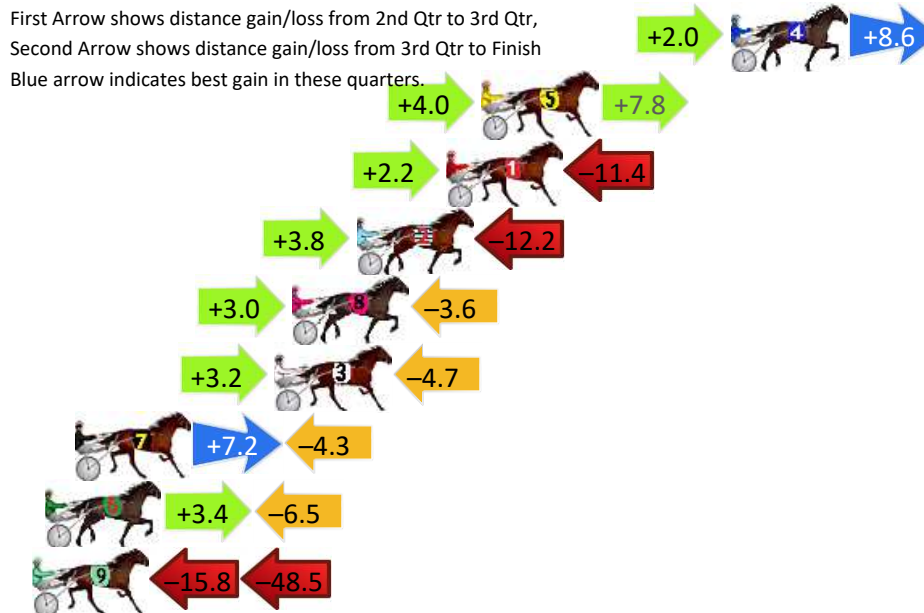 First Arrow shows distance gain/loss from 2nd Qtr to 3rd Qtr,
Second Arrow shows distance gain/loss from 3rd Qtr to Finish
Blue arrow indicates best gain in these quarters.
+2.0 4 +8.6
+4.0 5 +7.8
+2.2 1 –11.4
+3.8 2 –12.2
+3.0 8 –3.6
+3.2 3 –4.7
7 +7.2 –4.3
6 +3.4 –6.5
9 –15.8 –48.5